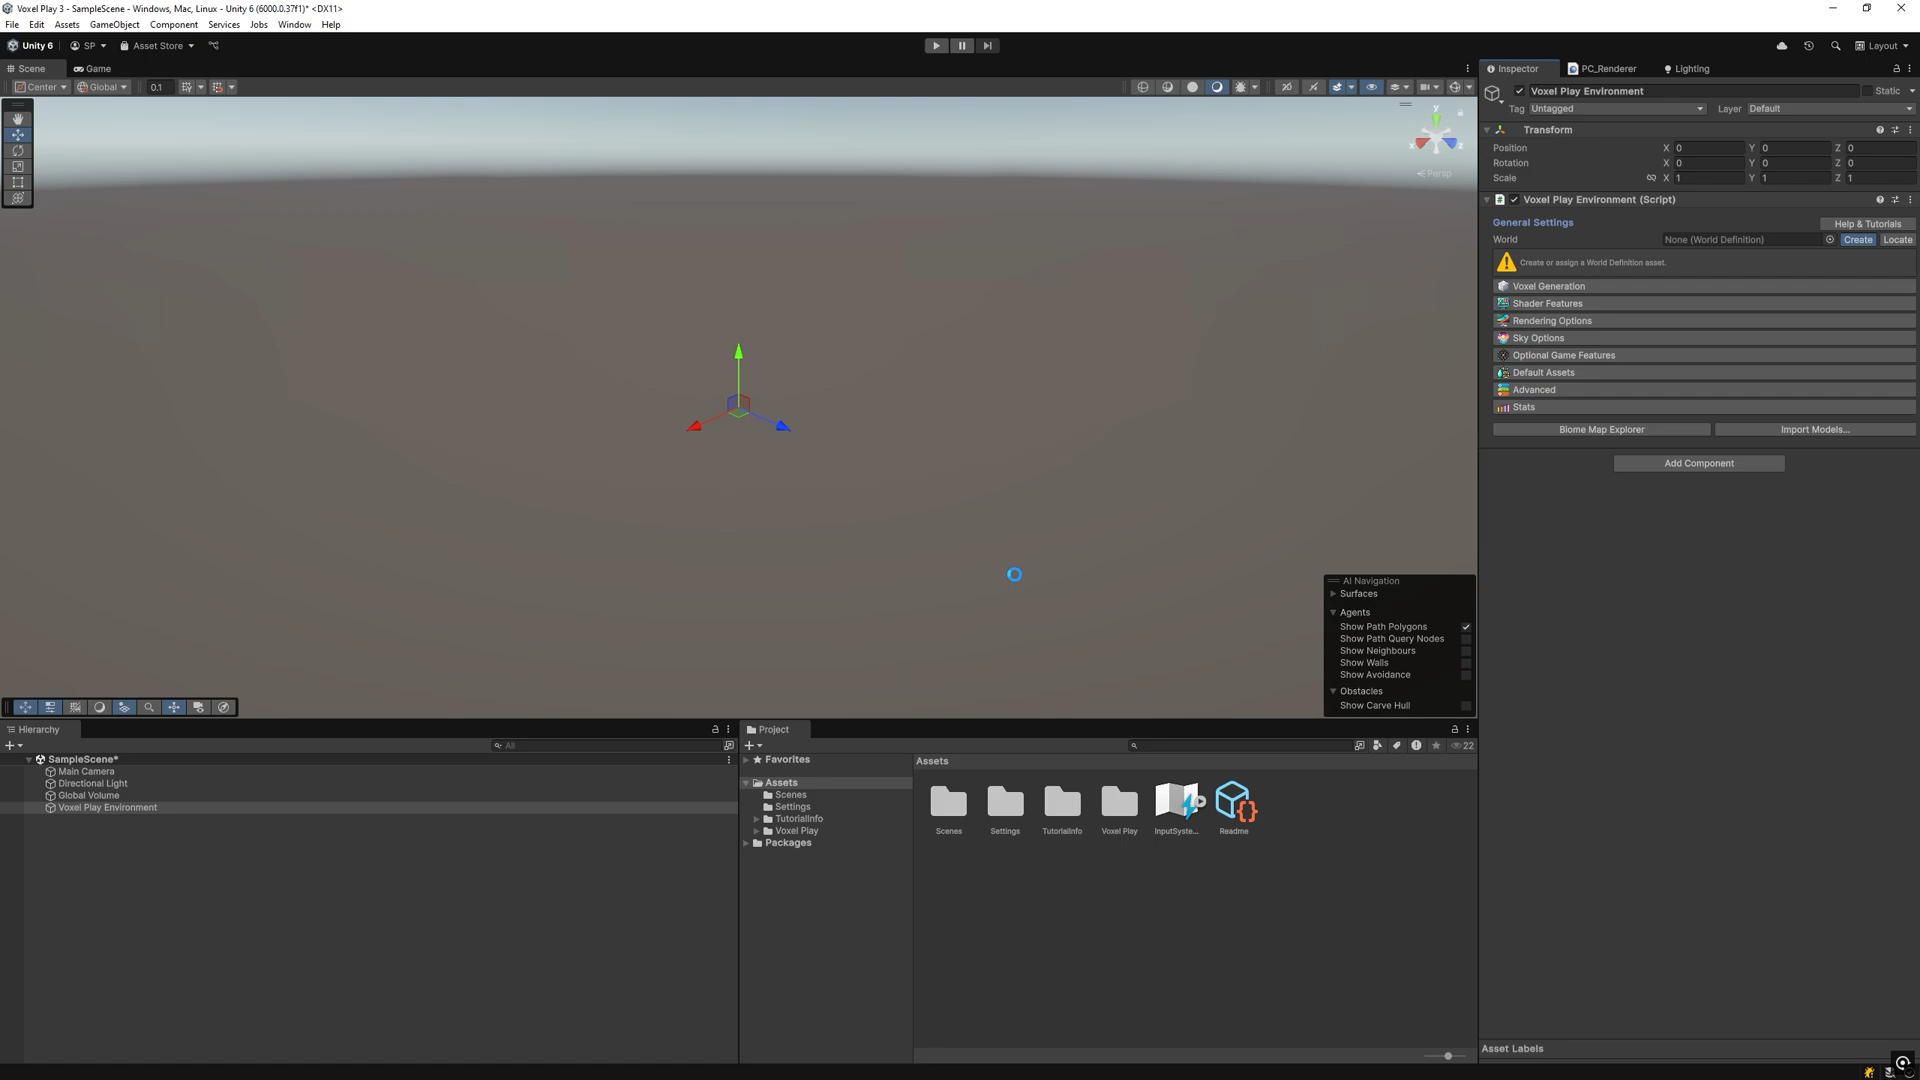 Voxel Play 3 - SampleScene - Windows, Mac, Linux - Unity 6 (6000.0.37f1)* <DX11>
File Edit Assets GameObject Component Services Jobs Window Help
Unity 6 SP Asset Store Layout
Scene Game
Center Global 0.1
y
x z
Persp
AI Navigation
Surfaces
Agents
Show Path Polygons
Show Path Query Nodes
Show Neighbours
Show Walls
Show Avoidance
Obstacles
Show Carve Hull
Inspector PC_Renderer Lighting
Voxel Play Environment Static
Tag Untagged Layer Default
Transform
Position X 0 Y 0 Z 0
Rotation X 0 Y 0 Z 0
Scale X 1 Y 1 Z 1
Voxel Play Environment (Script)
General Settings Help & Tutorials
World None (World Definition) Create Locate
Create or assign a World Definition asset.
Voxel Generation
Shader Features
Rendering Options
Sky Options
Optional Game Features
Default Assets
Advanced
Stats
Biome Map Explorer Import Models...
Add Component
Asset Labels
Hierarchy
All
SampleScene*
Main Camera
Directional Light
Global Volume
Voxel Play Environment
Project
22
Favorites
Assets
Scenes
Settings
TutorialInfo
Voxel Play
Packages
Assets
Scenes Settings TutorialInfo Voxel Play InputSyste... Readme